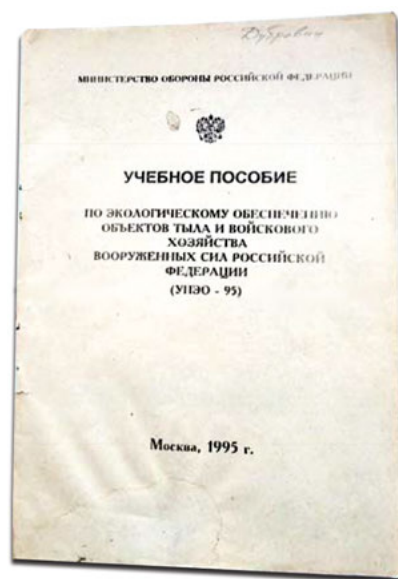 Дубровин
МИНИСТЕРСТВО ОБОРОНЫ РОССИЙСКОЙ ФЕДЕРАЦИИ
УЧЕБНОЕ ПОСОБИЕ
ПО ЭКОЛОГИЧЕСКОМУ ОБЕСПЕЧЕНИЮ
ОБЪЕКТОВ ТЫЛА И ВОЙСКОВОГО
ХОЗЯЙСТВА
ВООРУЖЕННЫХ СИЛ РОССИЙСКОЙ
ФЕДЕРАЦИИ
(УПЭО - 95)
Москва, 1995 г.